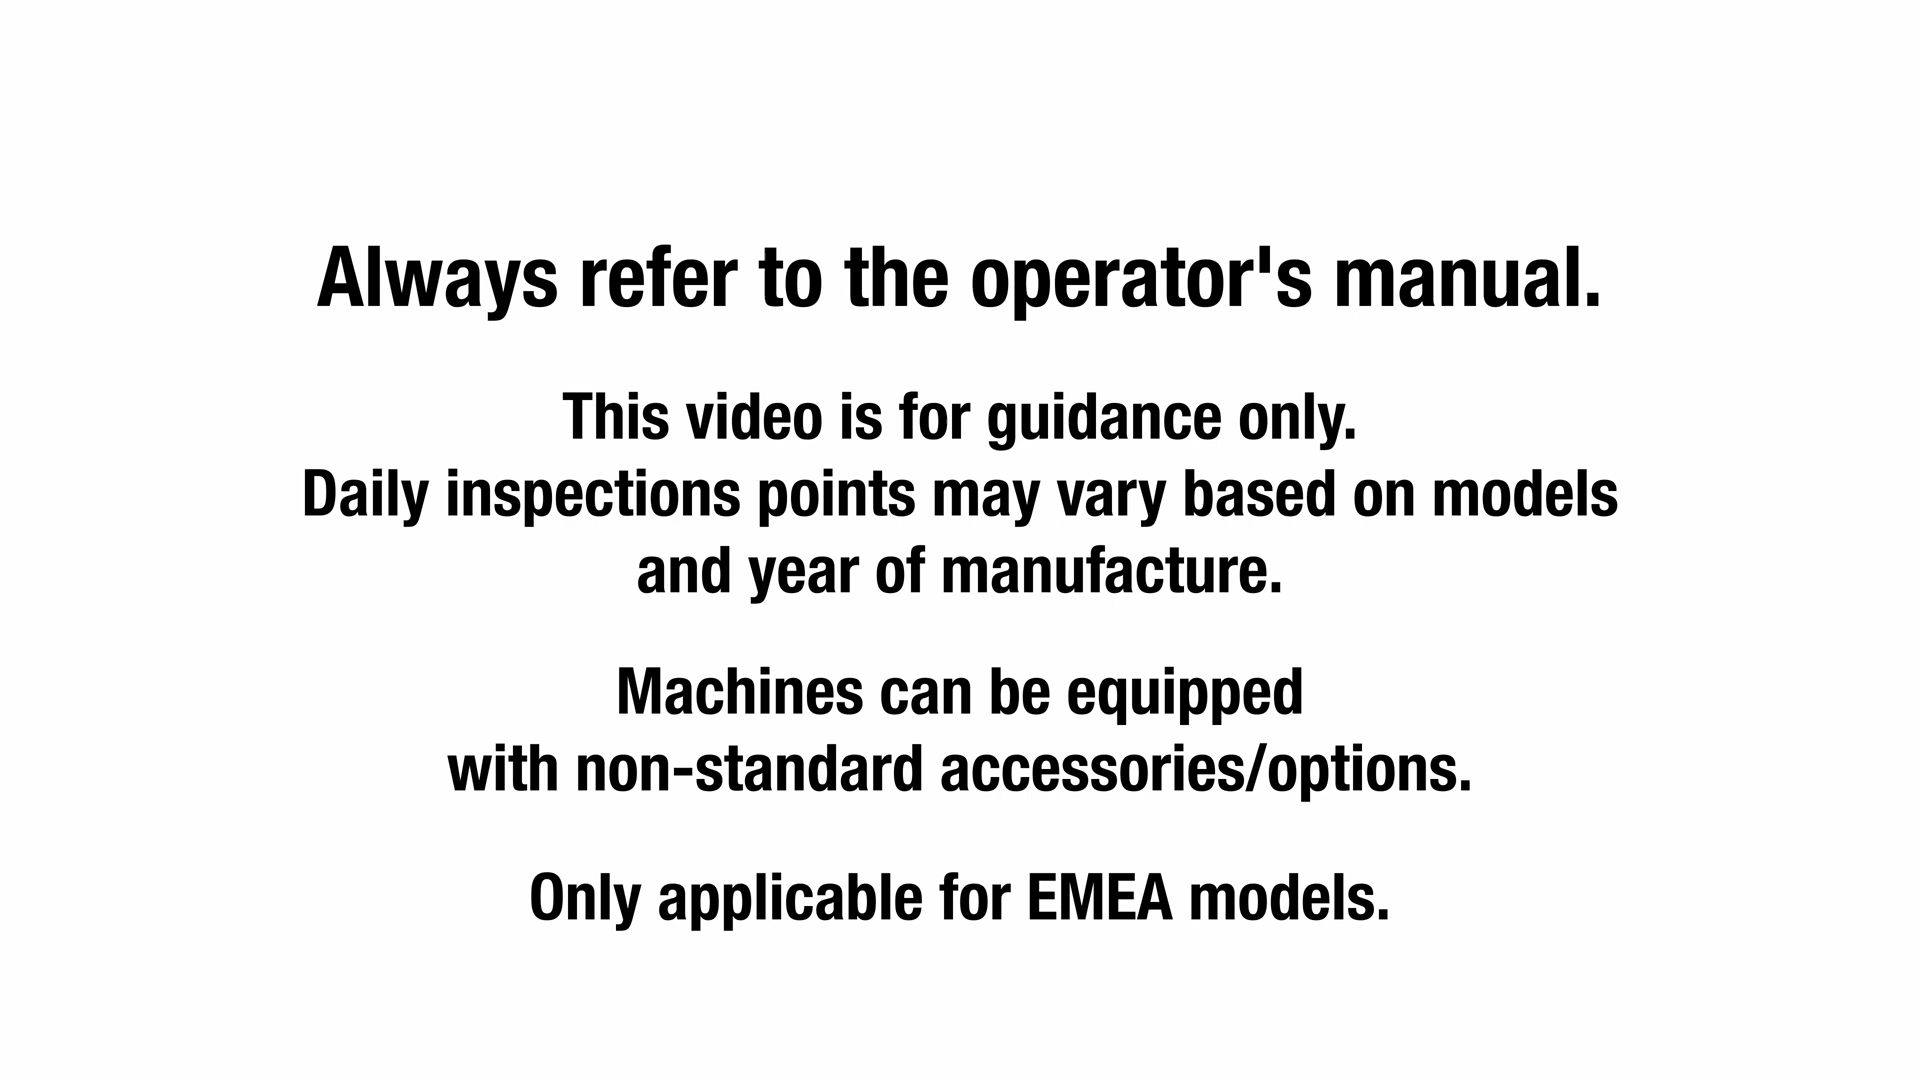 Always refer to the operator's manual.
This video is for guidance only.
Daily inspections points may vary based on models
and year of manufacture.
Machines can be equipped
with non-standard accessories/options.
Only applicable for EMEA models.